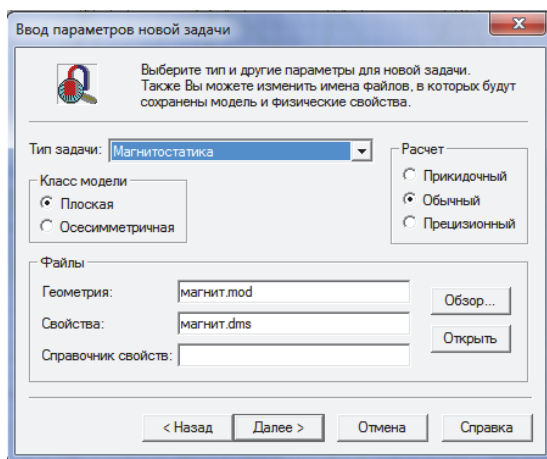 Ввод параметров новой задачи
Выберите тип и другие параметры для новой задачи.
Также Вы можете изменить имена файлов, в которых будут
сохранены модель и физические свойства.
Тип задачи: Магнитостатика
Расчет
Прикидочный
Обычный
Прецизионный
Класс модели
Плоская
Осесимметричная
Файлы
Геометрия: магнит.mod
Обзор...
Свойства: магнит.dms
Открыть
Справочник свойств:
< Назад Далее > Отмена Справка